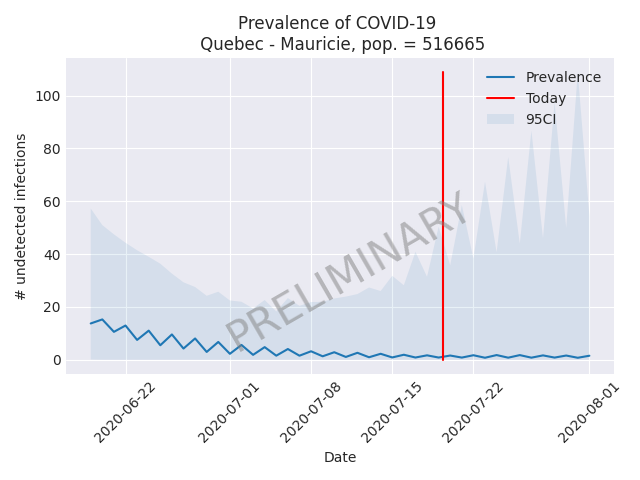 Prevalence of COVID-19
Quebec - Mauricie, pop. = 516665
Prevalence
Today
95CI
100
80
60
40
20
0
# undetected infections
PRELIMINARY
2020-06-22
2020-07-01
2020-07-08
2020-07-15
2020-07-22
2020-08-01
Date